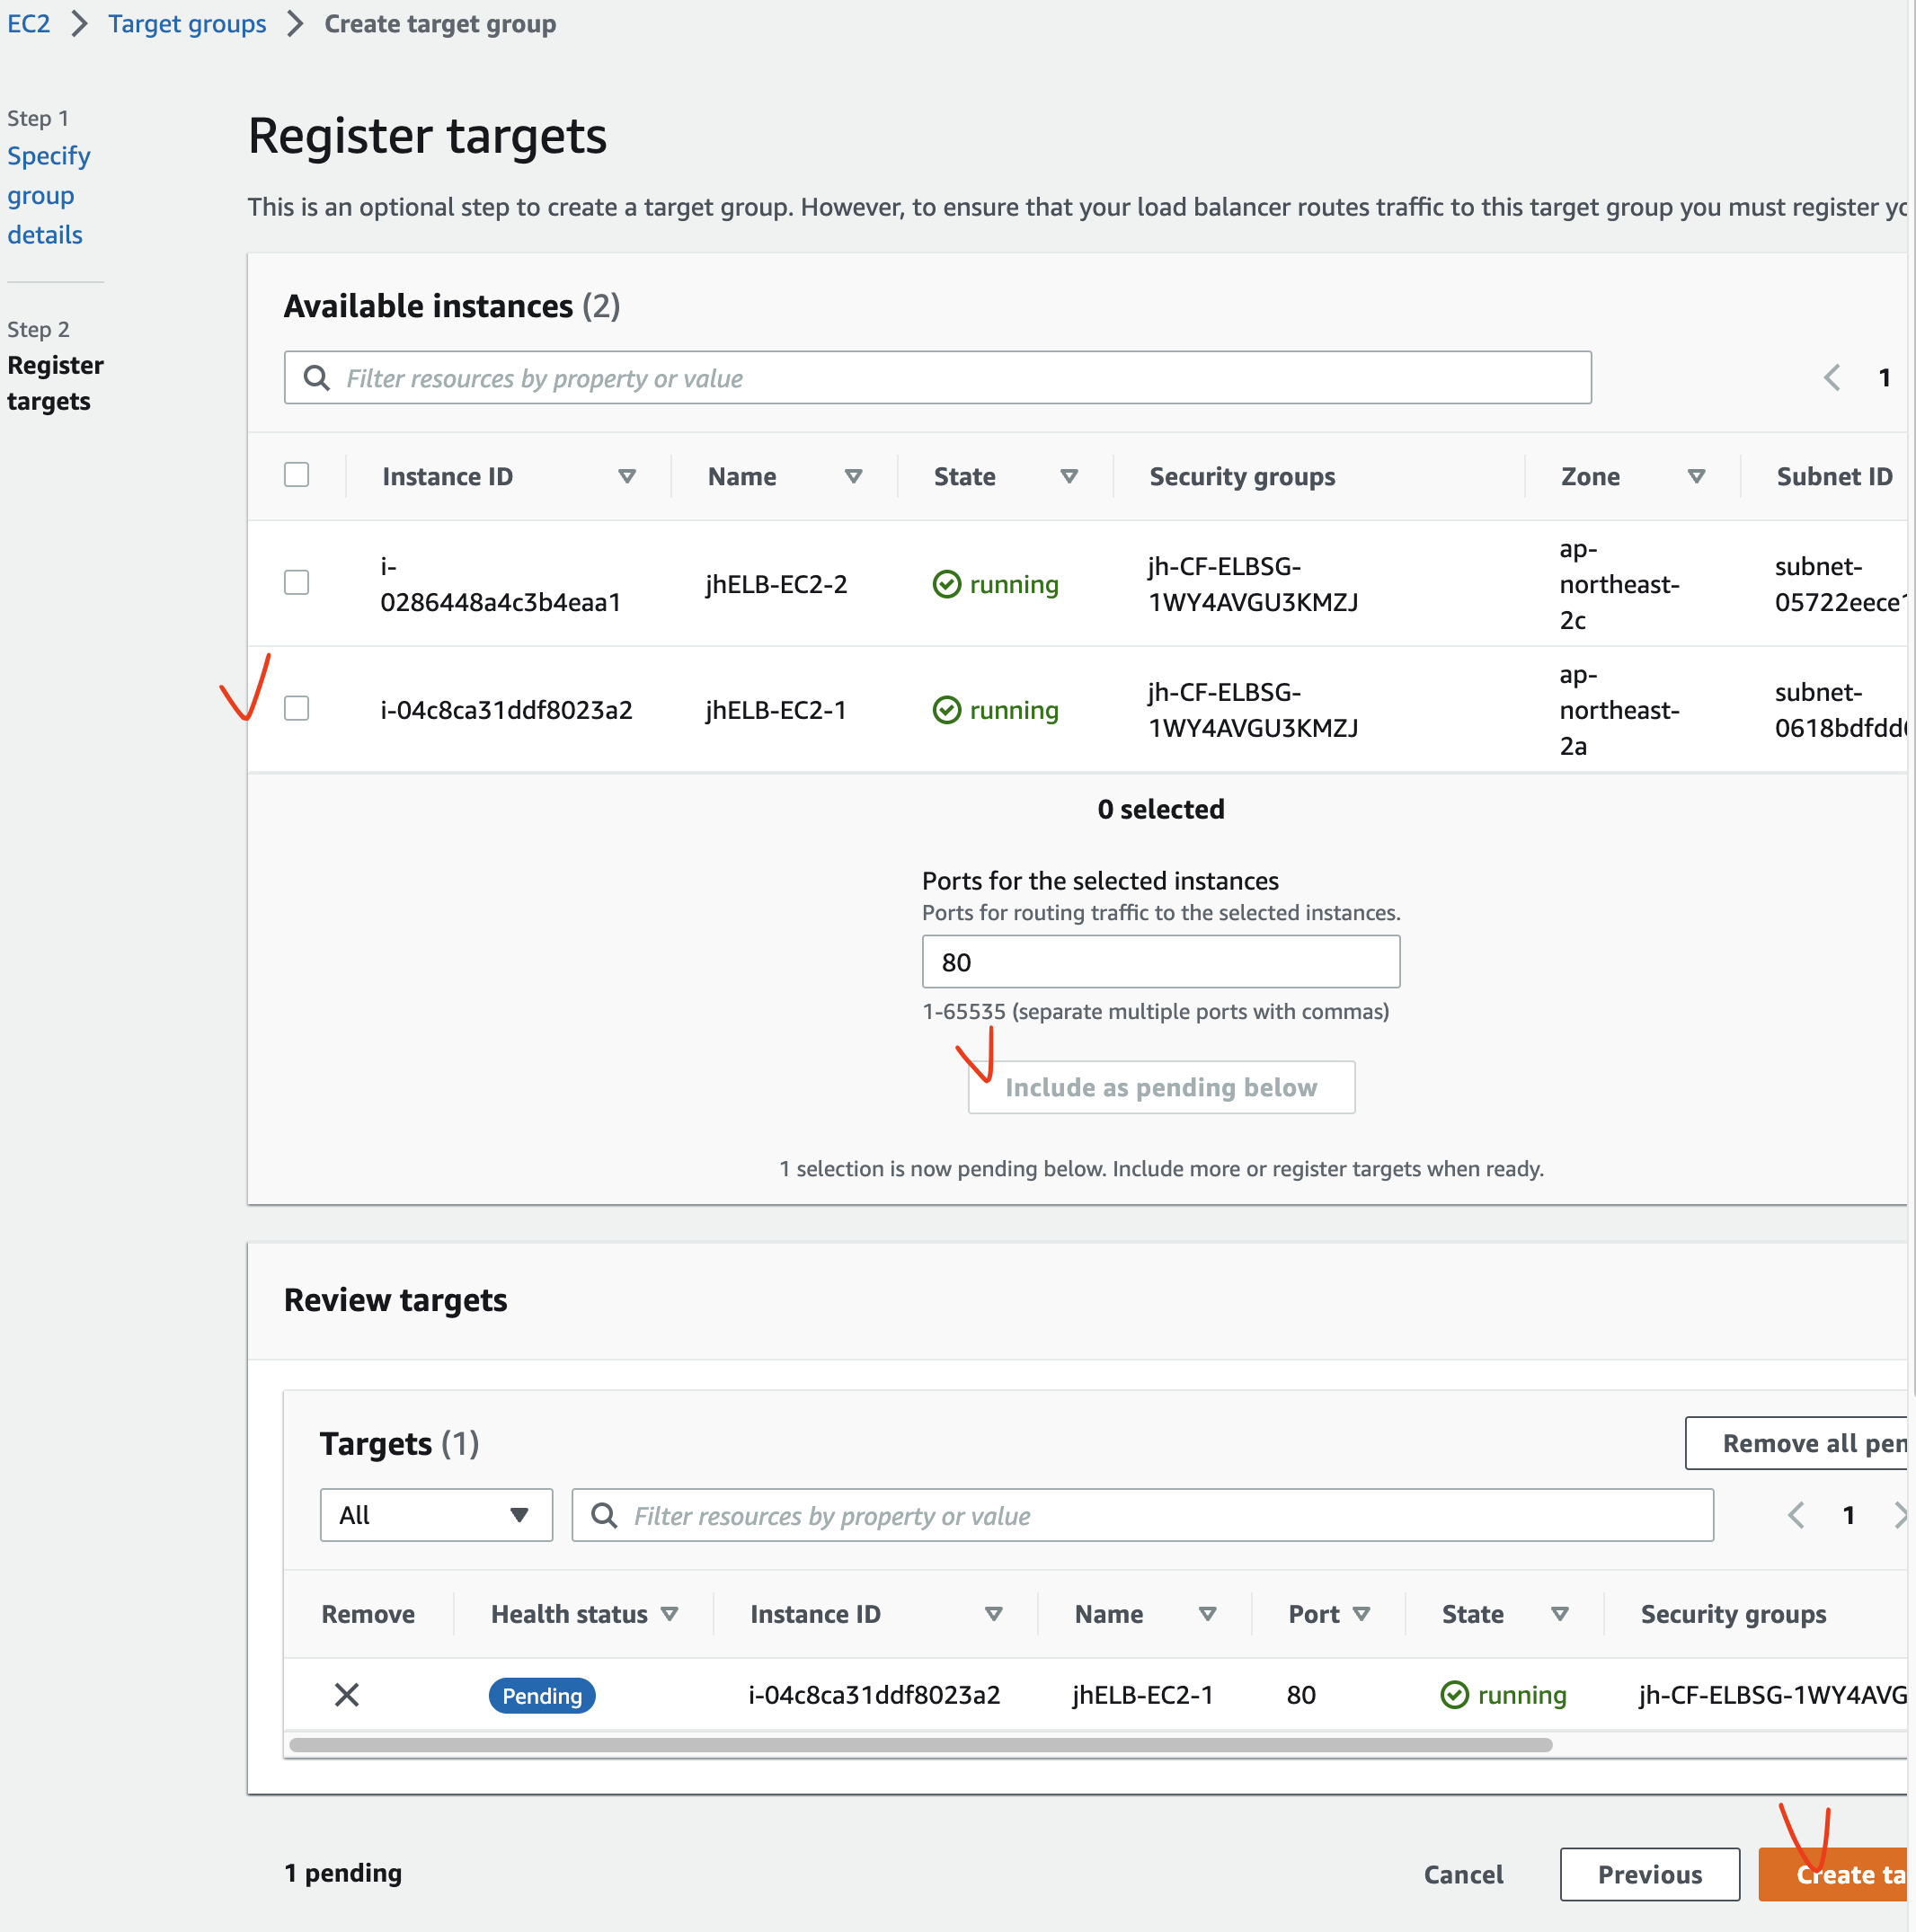 EC2 > Target groups > Create target group
Step 1
Specify
group
details
Step 2
Register
targets
Register targets
This is an optional step to create a target group. However, to ensure that your load balancer routes traffic to this target group you must register
Available instances (2)
Filter resources by property or value
1
Instance ID Name State Security groups Zone Subnet ID
i-
0286448a4c3b4eaa1
jhELB-EC2-2
running
jh-CF-ELBSG-
1WY4AVGU3KMZJ
ap-
northeast-
2c
subnet-
05722eece
i-04c8ca31ddf8023a2
jhELB-EC2-1
running
jh-CF-ELBSG-
1WY4AVGU3KMZJ
ap-
northeast-
2a
subnet-
0618bdfdd
0 selected
Ports for the selected instances
Ports for routing traffic to the selected instances.
80
1-65535 (separate multiple ports with commas)
Include as pending below
1 selection is now pending below. Include more or register targets when ready.
Review targets
Targets (1)
Remove all pen
All
Filter resources by property or value
1
Remove Health status Instance ID Name Port State Security groups
Pending i-04c8ca31ddf8023a2 jhELB-EC2-1 80 running jh-CF-ELBSG-1WY4AVG
1 pending
Cancel
Previous
Create ta